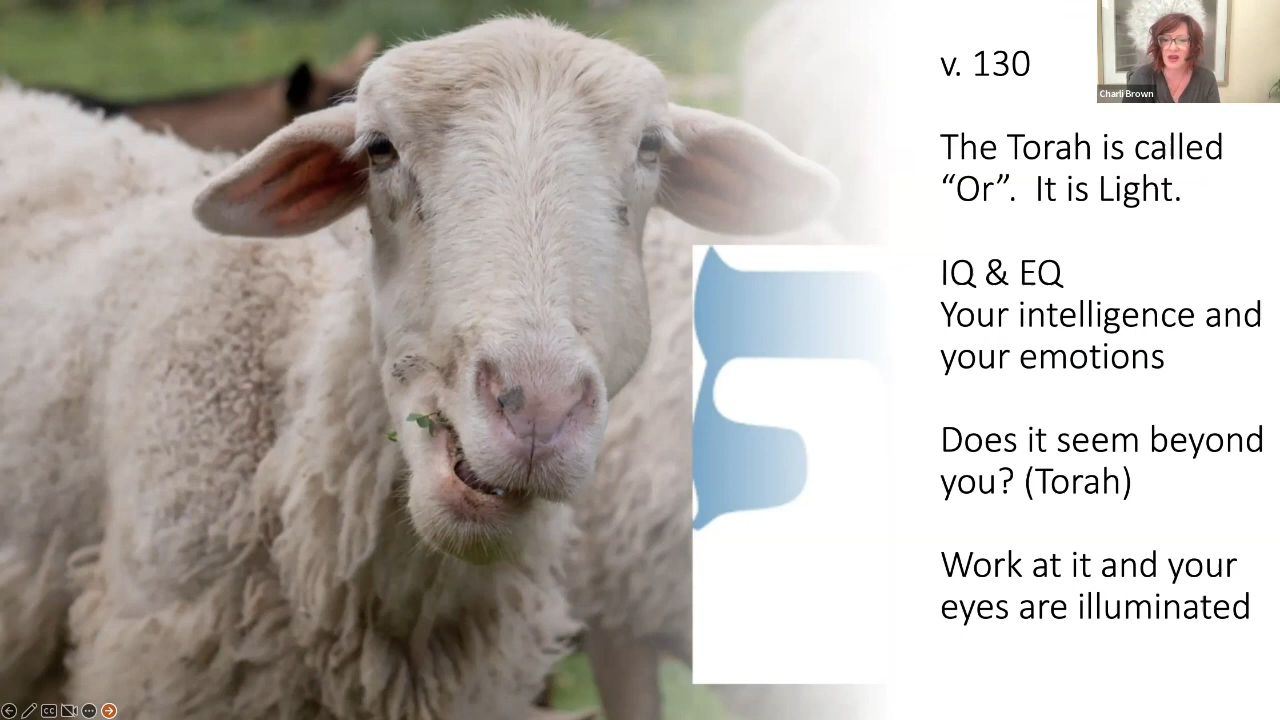 v. 130
Charli Brown
The Torah is called
“Or”. It is Light.
IQ & EQ
Your intelligence and
your emotions
Does it seem beyond
you? (Torah)
Work at it and your
eyes are illuminated
CC